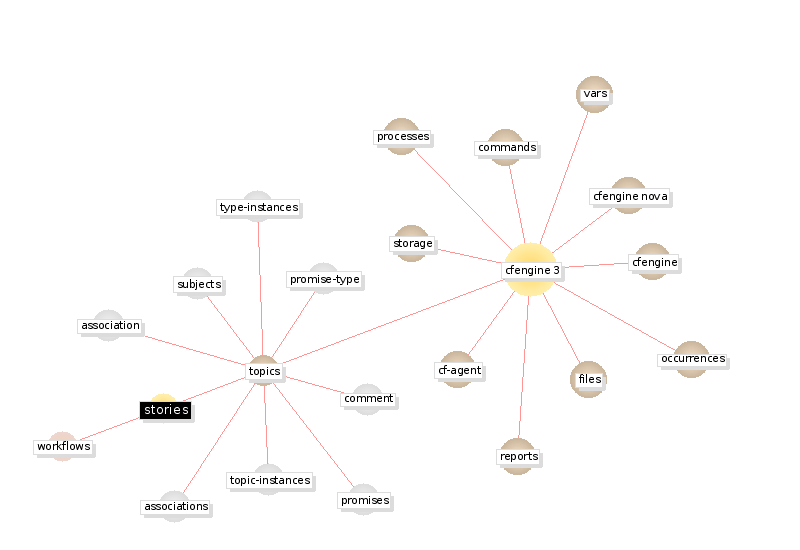 vars
processes
commands
cfengine nova
type-instances
storage
cfengine
cfengine 3
promise-type
subjects
association
occurrences
cf-agent
topics
files
comment
stories
workflows
reports
topic-instances
promises
associations